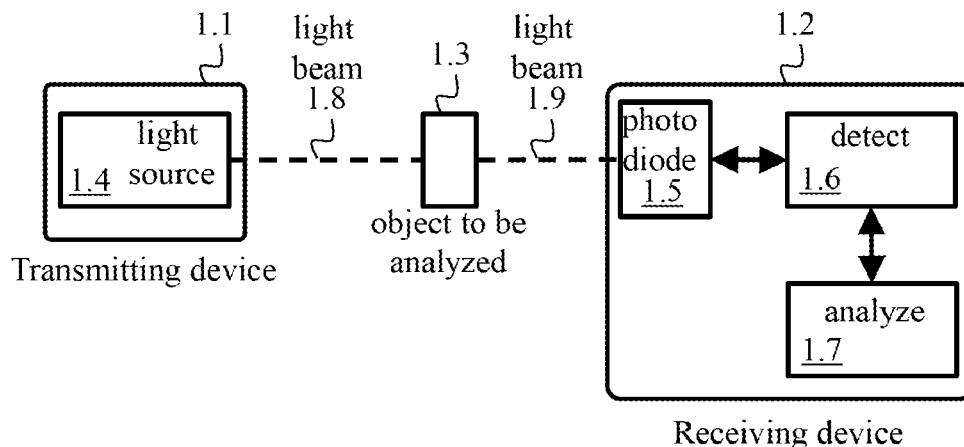 1.1
light
beam
1.8
1.3
light
beam
1.9
1.2
light
source
1.4
photo
diode
1.5
detect
1.6
object to be
analyzed
Transmitting device
analyze
1.7
Receiving device